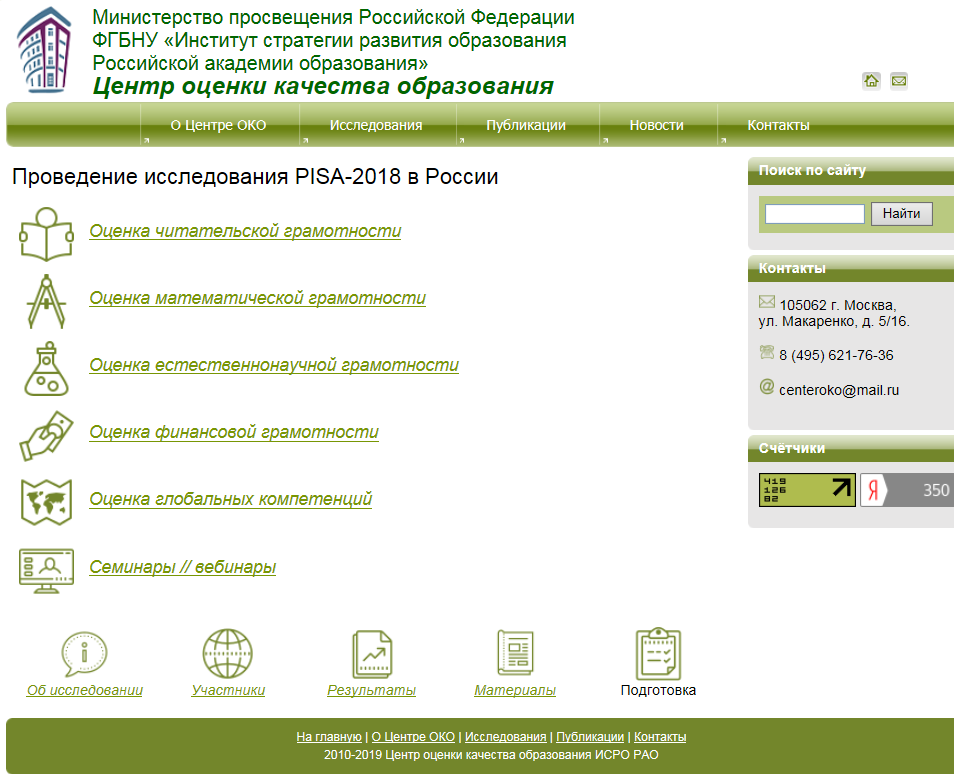 Министерство просвещения Российской Федерации
ФГБНУ «Институт стратегии развития образования
Российской академии образования»
Центр оценки качества образования
О Центре ОКО
Исследования
Публикации
Новости
Контакты
Проведение исследования PISA-2018 в России
Оценка читательской грамотности
Оценка математической грамотности
Оценка естественнонаучной грамотности
Оценка финансовой грамотности
Оценка глобальных компетенций
Семинары // вебинары
Поиск по сайту
Найти
Контакты
105062 г. Москва,
ул. Макаренко, д. 5/16.
8 (495) 621-76-36
@ centeroko@mail.ru
Счётчики
419
126
82
Я 350
Об исследовании
Участники
Результаты
Материалы
Подготовка
На главную | О Центре ОКО | Исследования | Публикации | Контакты
2010-2019 Центр оценки качества образования ИСРО РАО